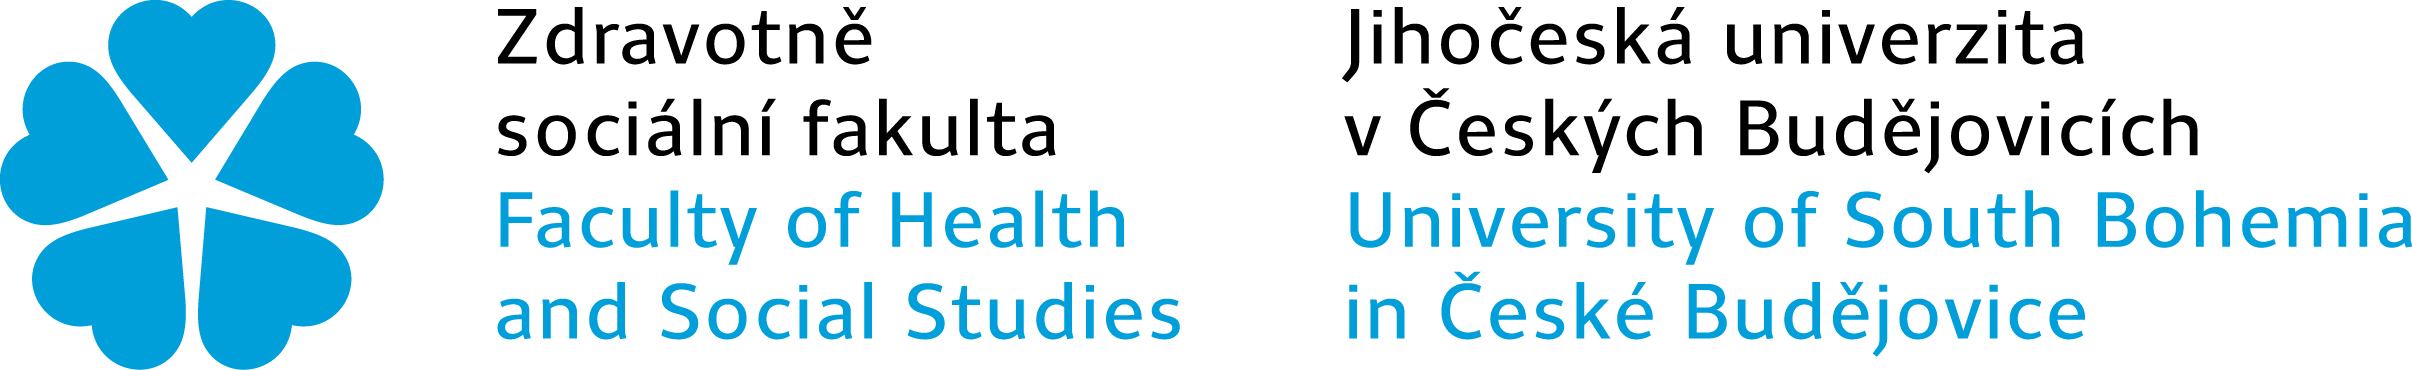 Zdravotně
sociální fakulta
Faculty of Health
and Social Studies
Jihočeská univerzita
v Českých Budějovicích
University of South Bohemia
in České Budějovice